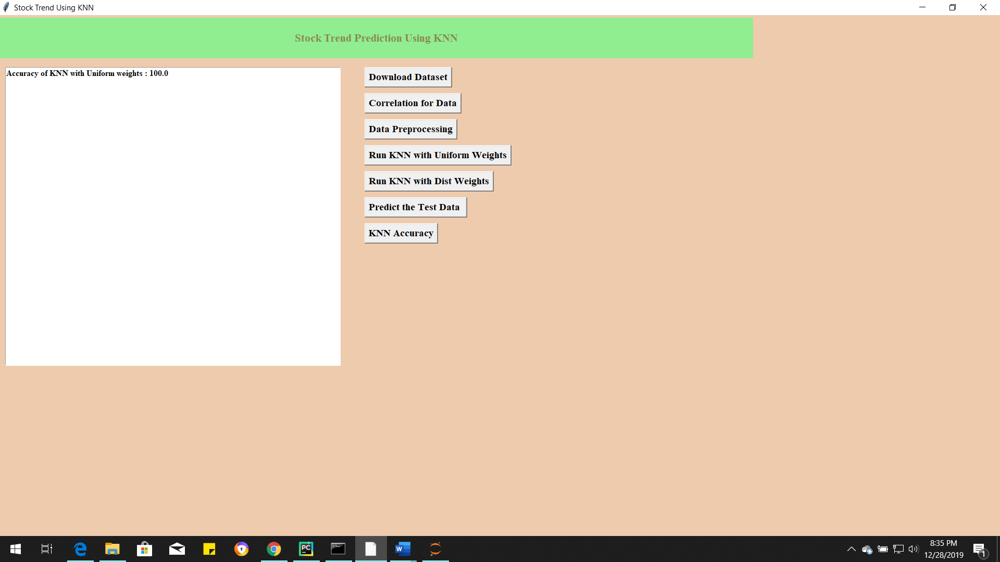 Stock Trend Using KNN
Stock Trend Prediction Using KNN
Accuracy of KNN with Uniform weights : 100.0
Download Dataset
Correlation for Data
Data Preprocessing
Run KNN with Uniform Weights
Run KNN with Dist Weights
Predict the Test Data
KNN Accuracy
PC
W
8:35 PM
12/28/2019
1